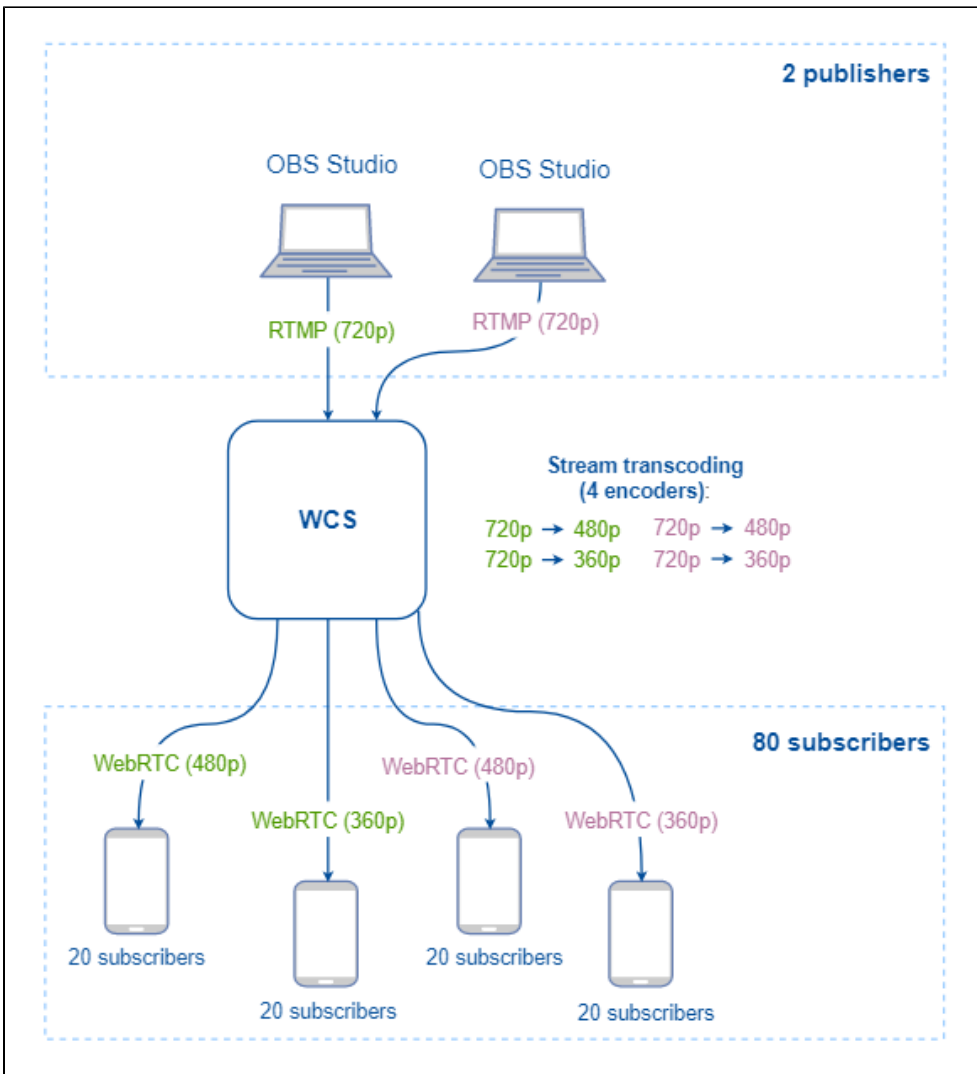 2 publishers
OBS Studio
OBS Studio
RTMP (720p)
RTMP (720p)
WCS
Stream transcoding
(4 encoders):
720p → 480p
720p → 480p
720p → 360p
720p → 360p
80 subscribers
WebRTC (480p)
WebRTC (480p)
WebRTC (360p)
WebRTC (360p)
20 subscribers
20 subscribers
20 subscribers
20 subscribers